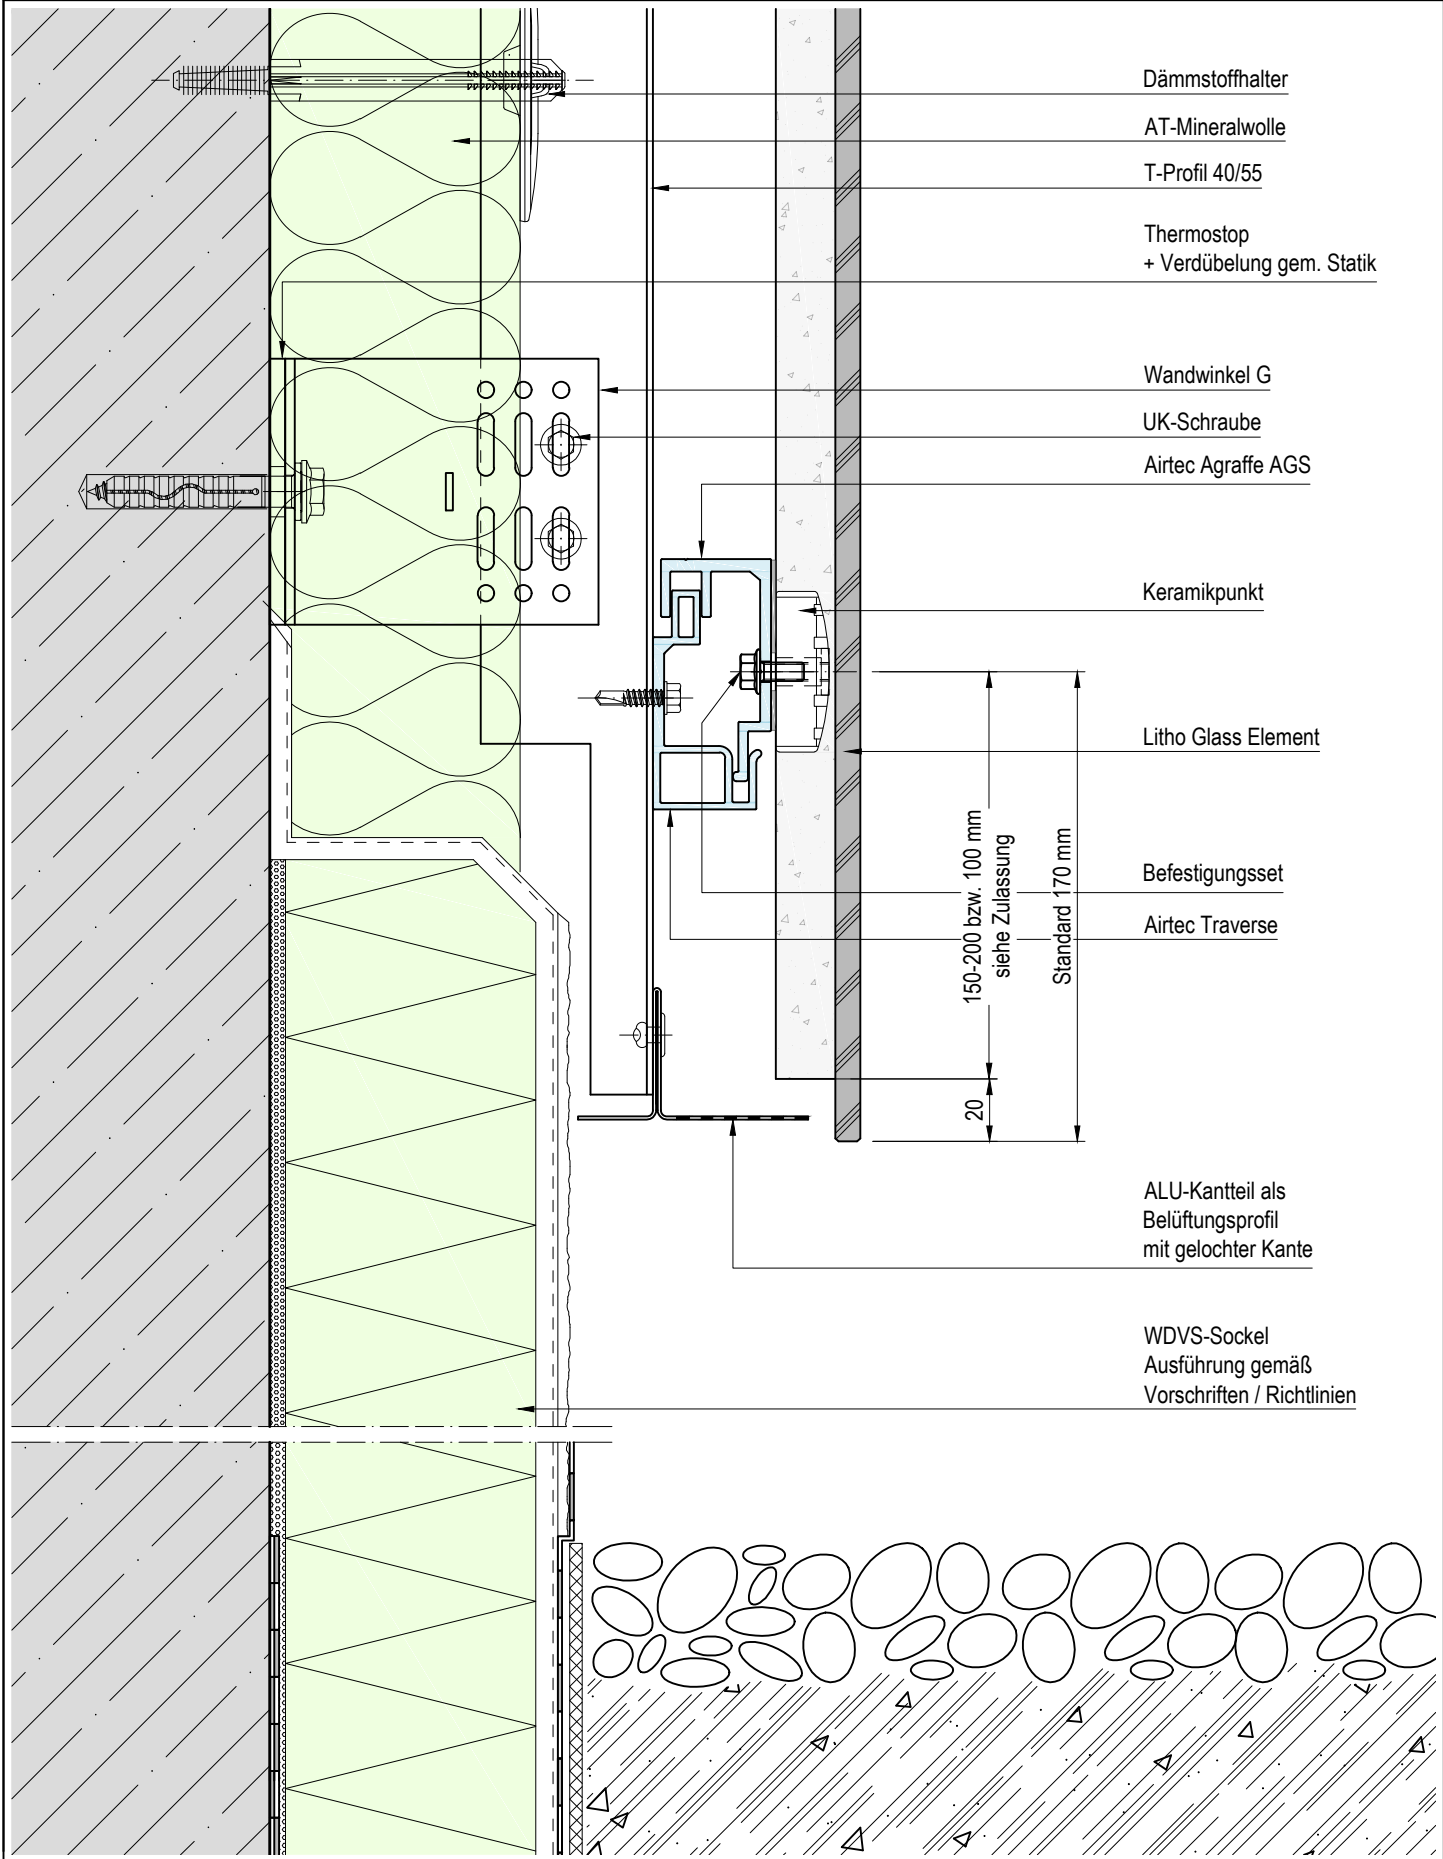 Dämmstoffhalter
AT-Mineralwolle
T-Profil 40/55
Thermostop
+ Verdübelung gem. Statik
Wandwinkel G
UK-Schraube
Airtec Agraffe AGS
Keramikpunkt
Litho Glass Element
150-200 bzw. 100 mm
siehe Zulassung
Standard 170 mm
Befestigungsset
Airtec Traverse
20
ALU-Kantteil als
Belüftungsprofil
mit gelochter Kante
WDVS-Sockel
Ausführung gemäß
Vorschriften / Richtlinien